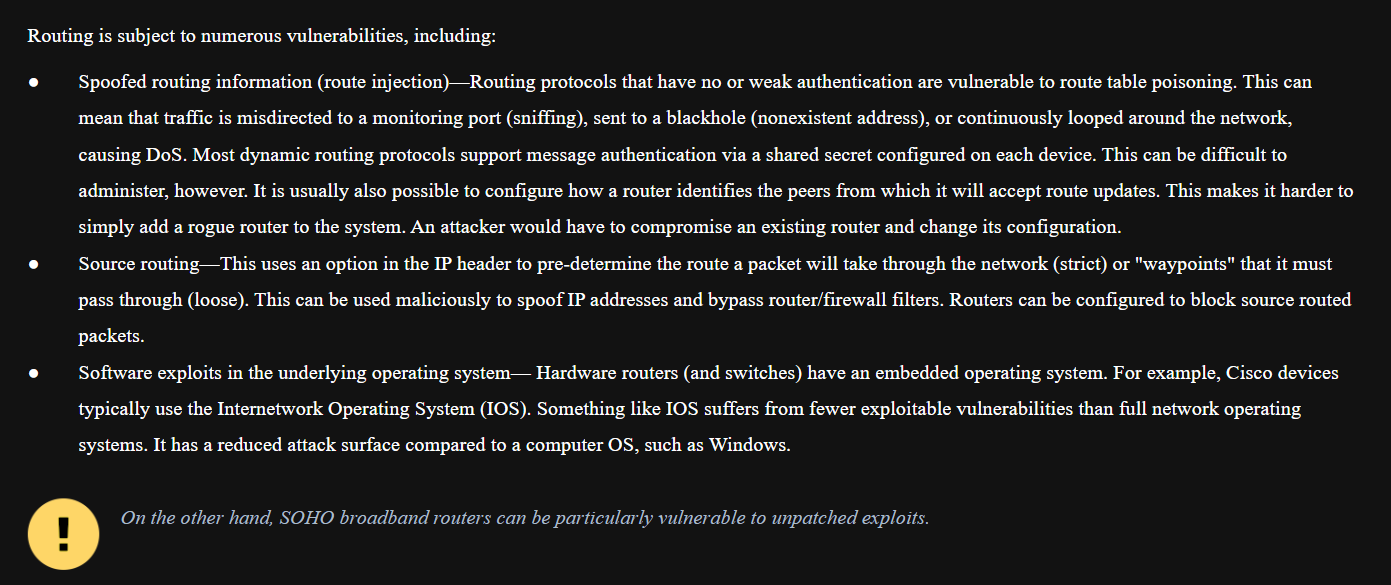 Routing is subject to numerous vulnerabilities, including:
● Spoofed routing information (route injection)—Routing protocols that have no or weak authentication are vulnerable to route table poisoning. This can
mean that traffic is misdirected to a monitoring port (sniffing), sent to a blackhole (nonexistent address), or continuously looped around the network,
causing DoS. Most dynamic routing protocols support message authentication via a shared secret configured on each device. This can be difficult to
administer, however. It is usually also possible to configure how a router identifies the peers from which it will accept route updates. This makes it harder to
simply add a rogue router to the system. An attacker would have to compromise an existing router and change its configuration.
● Source routing—This uses an option in the IP header to pre-determine the route a packet will take through the network (strict) or "waypoints" that it must
pass through (loose). This can be used maliciously to spoof IP addresses and bypass router/firewall filters. Routers can be configured to block source routed
packets.
● Software exploits in the underlying operating system— Hardware routers (and switches) have an embedded operating system. For example, Cisco devices
typically use the Internetwork Operating System (IOS). Something like IOS suffers from fewer exploitable vulnerabilities than full network operating
systems. It has a reduced attack surface compared to a computer OS, such as Windows.
! On the other hand, SOHO broadband routers can be particularly vulnerable to unpatched exploits.